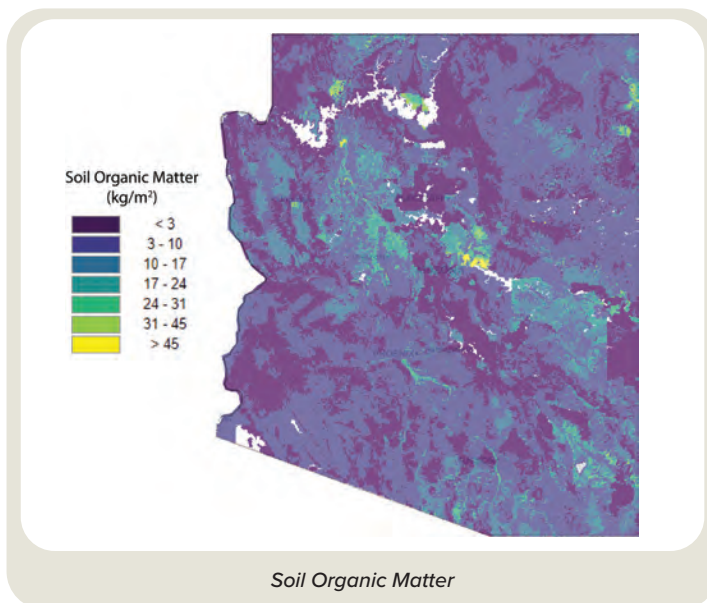 Soil Organic Matter
(kg/m²)
< 3
3 - 10
10 - 17
17 - 24
24 - 31
31 - 45
> 45
Soil Organic Matter